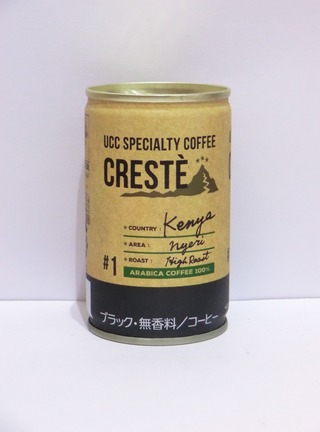 UCC SPECIALTY COFFEE
CRESTÈ
COUNTRY : Kenya
AREA : Nyeri
ROAST : High Roast
#1
ARABICA COFFEE 100%
ブラック・無香料／コーヒー